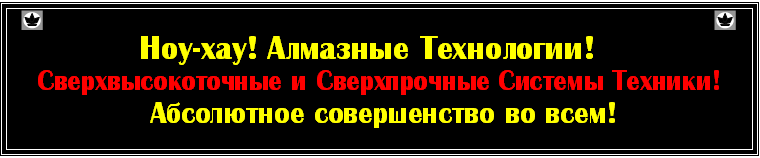 Ноу-хау! Алмазные Технологии!
Сверхвысокоточные и Сверхпрочные Системы Техники!
Абсолютное совершенство во всем!